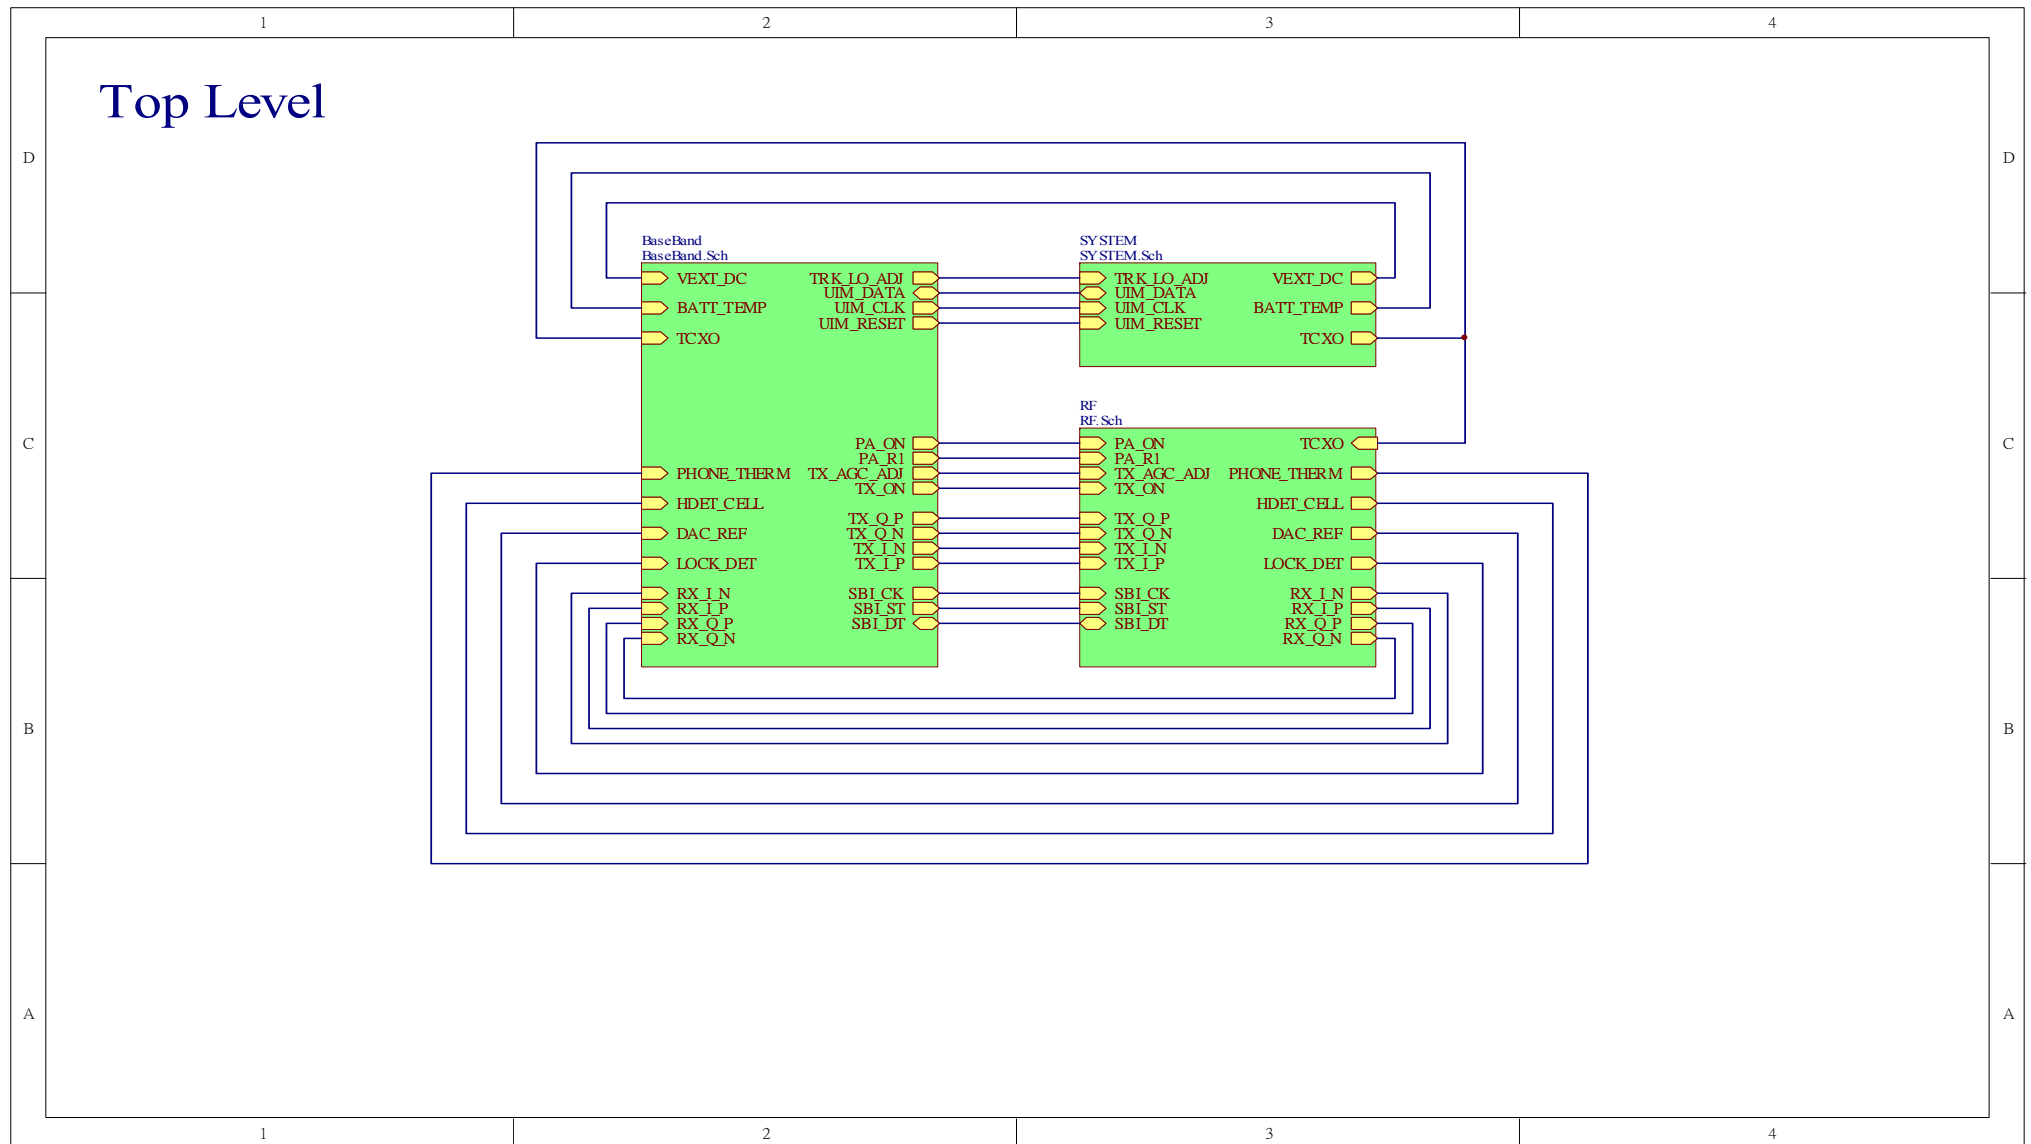 1 2 3 4
Top Level
D D
BaseBand SYSTEM
BaseBand.Sch SYSTEM.Sch
VEXT_DC TRK_LO_ADJ TRK_LO_ADJ VEXT_DC
UIM_DATA UIM_DATA
BATT_TEMP UIM_CLK UIM_CLK BATT_TEMP
UIM_RESET UIM_RESET
TCXO TCXO
RF
RF.Sch
C PA_ON PA_ON TCXO C
PA_R1 PA_R1
PHONE_THERM TX_AGC_ADJ TX_AGC_ADJ PHONE_THERM
TX_ON TX_ON
HDET_CELL HDET_CELL
TX_Q_P TX_Q_P
DAC_REF TX_Q_N TX_Q_N DAC_REF
TX_I_N TX_I_N
LOCK_DET TX_I_P TX_I_P LOCK_DET
RX_I_N SBI_CK SBI_CK RX_I_N
RX_I_P SBI_ST SBI_ST RX_I_P
RX_Q_P SBI_DT SBI_DT RX_Q_P
RX_Q_N RX_Q_N
B B
A A
1 2 3 4